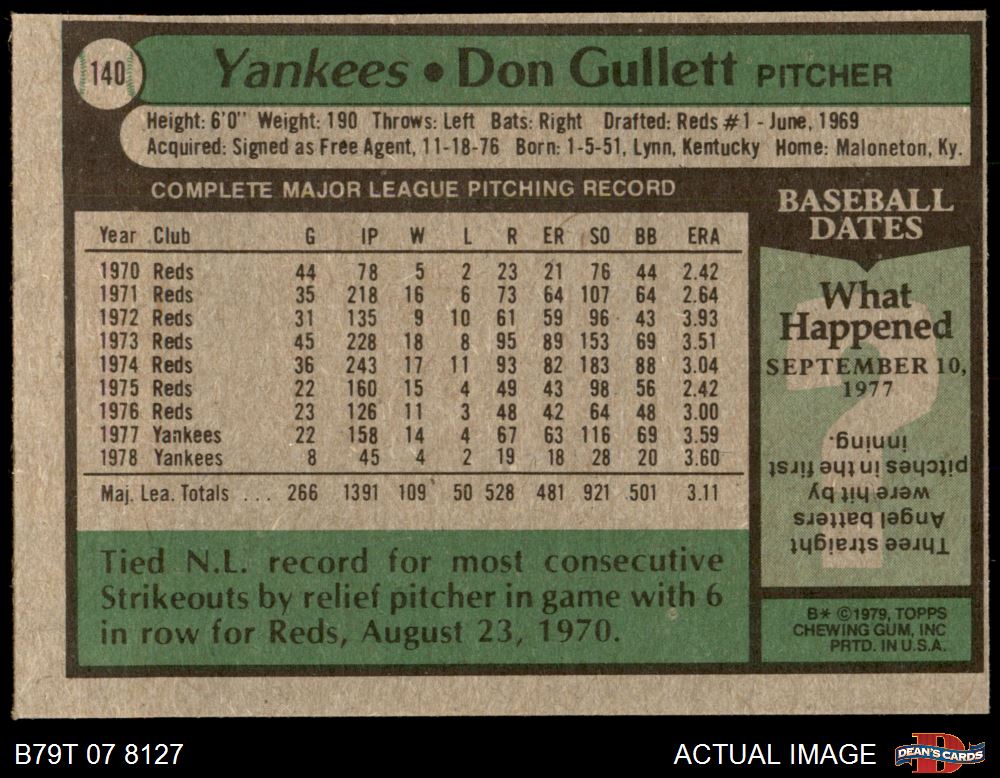 140
Yankees • Don Gullett PITCHER
Height: 6'0" Weight: 190 Throws: Left Bats: Right Drafted: Reds #1 - June, 1969
Acquired: Signed as Free Agent, 11-18-76 Born: 1-5-51, Lynn, Kentucky Home: Maloneton, Ky.
COMPLETE MAJOR LEAGUE PITCHING RECORD
Year Club G IP W L R ER SO BB ERA
1970 Reds 44 78 5 2 23 21 76 44 2.42
1971 Reds 35 218 16 6 73 64 107 64 2.64
1972 Reds 31 135 9 10 61 59 96 43 3.93
1973 Reds 45 228 18 8 95 89 153 69 3.51
1974 Reds 36 243 17 11 93 82 183 88 3.04
1975 Reds 22 160 15 4 49 43 98 56 2.42
1976 Reds 23 126 11 3 48 42 64 48 3.00
1977 Yankees 22 158 14 4 67 63 116 69 3.59
1978 Yankees 8 45 4 2 19 18 28 20 3.60
Maj. Lea. Totals ... 266 1391 109 50 528 481 921 501 3.11
Tied N.L. record for most consecutive
Strikeouts by relief pitcher in game with 6
in row for Reds, August 23, 1970.
BASEBALL
DATES
What
Happened
SEPTEMBER 10,
1977
?
Three straight
Angel batters
were hit by
pitches in the first
inning.
B* ©1979, TOPPS
CHEWING GUM, INC
PRTD. IN U.S.A.
B79T 07 8127
ACTUAL IMAGE
D
DEAN'S CARDS